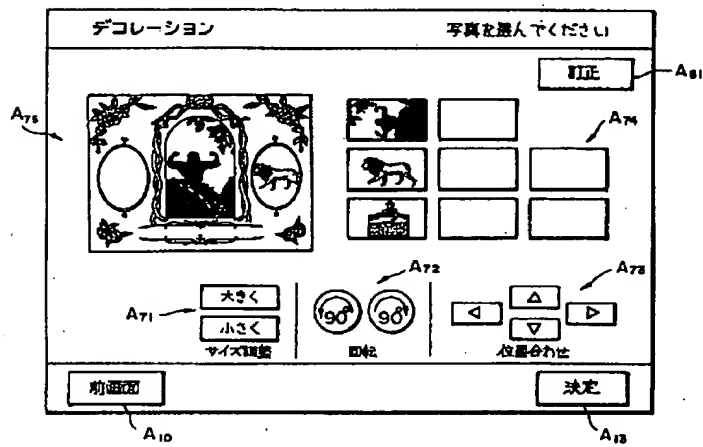 デコレーション
写真を選んでください
訂正
A81
A75
A74
A72
A73
A71
大きく
小さく
サイズ調整
90°
90°
回転
◁
△
▽
▷
位置合わせ
前画面
決定
A10
A13